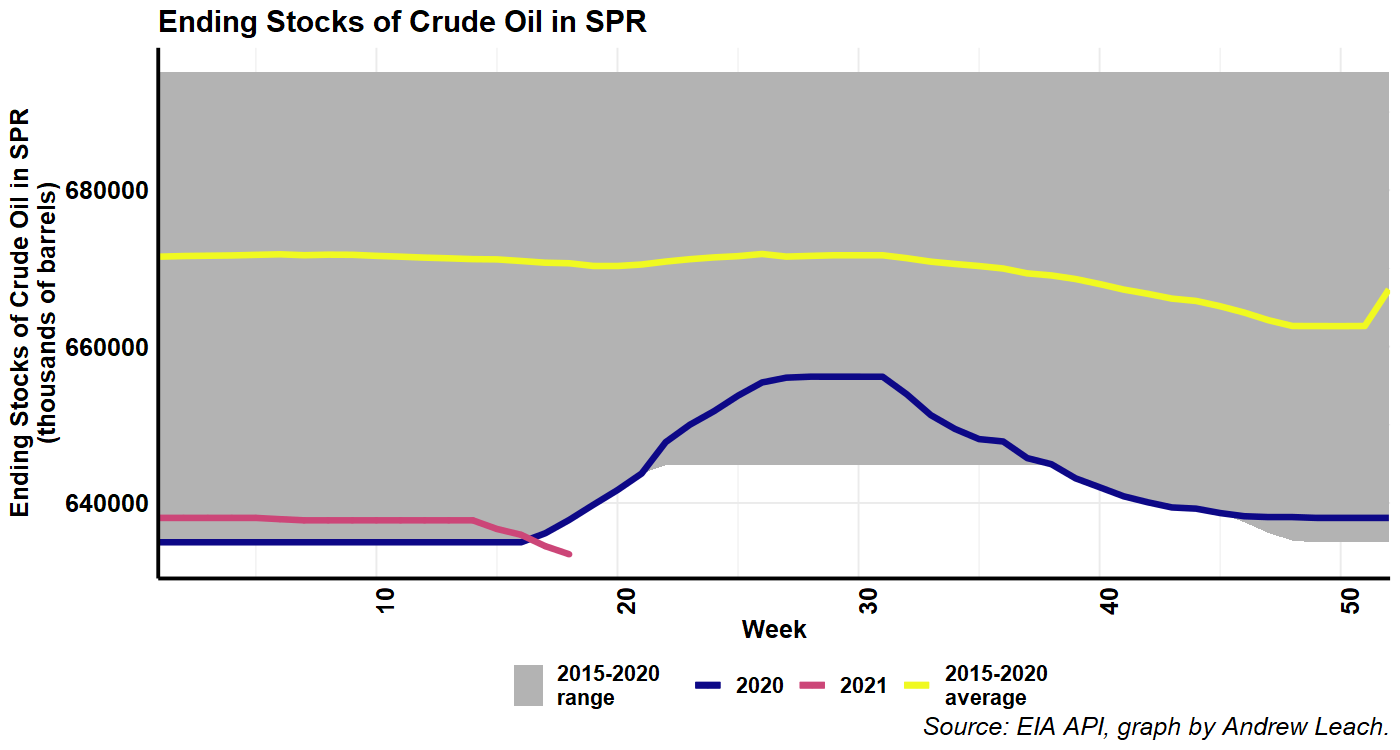 Ending Stocks of Crude Oil in SPR
Ending Stocks of Crude Oil in SPR
(thousands of barrels)
680000
660000
640000
10
20
30
40
50
Week
2015-2020
range
2020
2021
2015-2020
average
Source: EIA API, graph by Andrew Leach.